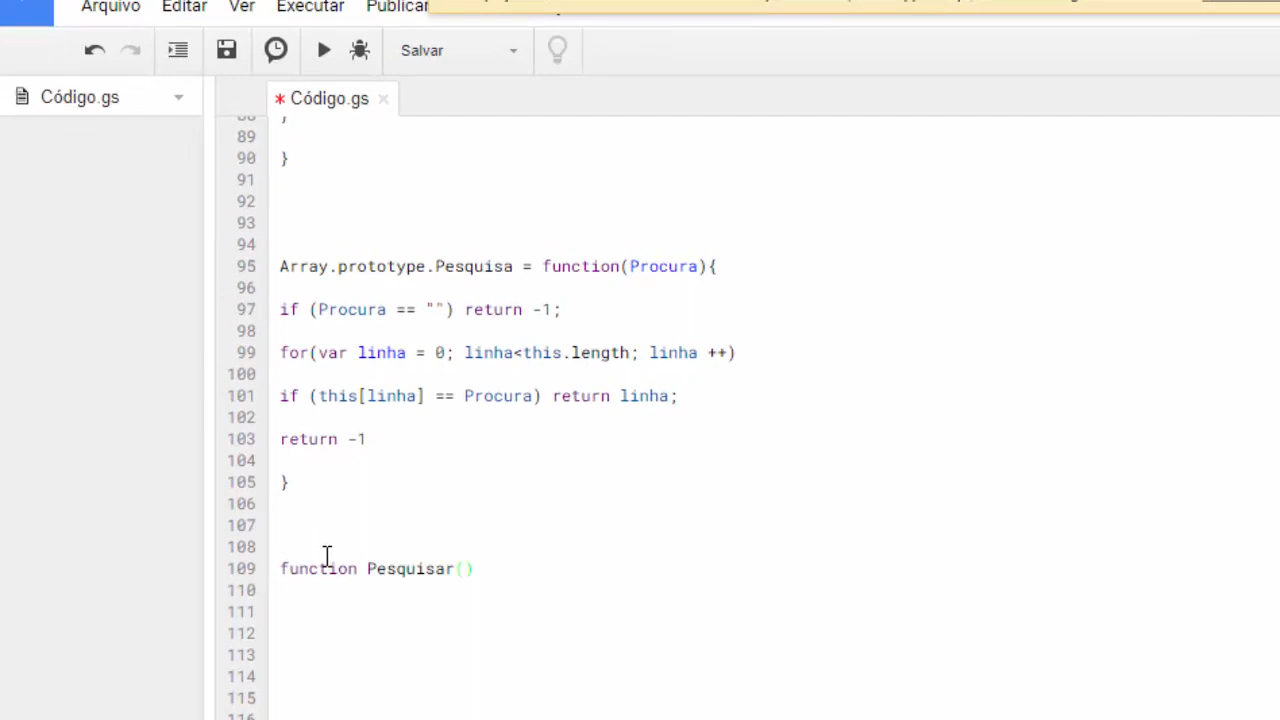 Arquivo Editar Ver Executar Publicar
Salvar
Código.gs
* Código.gs ×
89
90 }
91
92
93
94
95 Array.prototype.Pesquisa = function(Procura){
96
97 if (Procura == "") return -1;
98
99 for(var linha = 0; linha<this.length; linha ++)
100
101 if (this[linha] == Procura) return linha;
102
103 return -1
104
105 }
106
107
108
109 function Pesquisar()
110
111
112
113
114
115